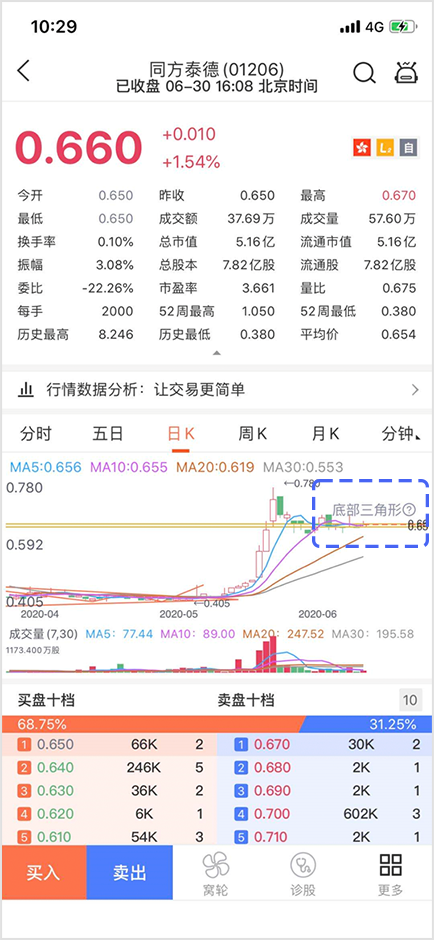 10:29 4G
同方泰德(01206)
已收盘 06-30 16:08 北京时间
0.660 +0.010
+1.54%
L2 自
今开 0.650 昨收 0.650 最高 0.670
最低 0.650 成交额 37.69万 成交量 57.60万
换手率 0.10% 总市值 5.16亿 流通市值 5.16亿
振幅 3.08% 总股本 7.82亿股 流通股 7.82亿股
委比 -22.26% 市盈率 3.661 量比 0.675
每手 2000 52周最高 1.050 52周最低 0.380
历史最高 8.246 历史最低 0.380 平均价 0.654
行情数据分析：让交易更简单
分时 五日 日K 周K 月K 分钟
MA5:0.656 MA10:0.655 MA20:0.619 MA30:0.553
0.780 ←0.780
底部三角形?
0.592
0.405 ←0.405
2020-04 2020-05 2020-06
成交量(7,30) MA5: 77.44 MA10: 89.00 MA20: 247.52 MA30: 195.58
1173.400万股
买盘十档 卖盘十档 10
68.75% 31.25%
1 0.650 66K 2 1 0.670 30K 2
2 0.640 246K 5 2 0.680 2K 1
3 0.630 36K 2 3 0.690 2K 1
4 0.620 6K 1 4 0.700 602K 3
5 0.610 54K 3 5 0.710 2K 1
买入 卖出 窝轮 诊股 更多